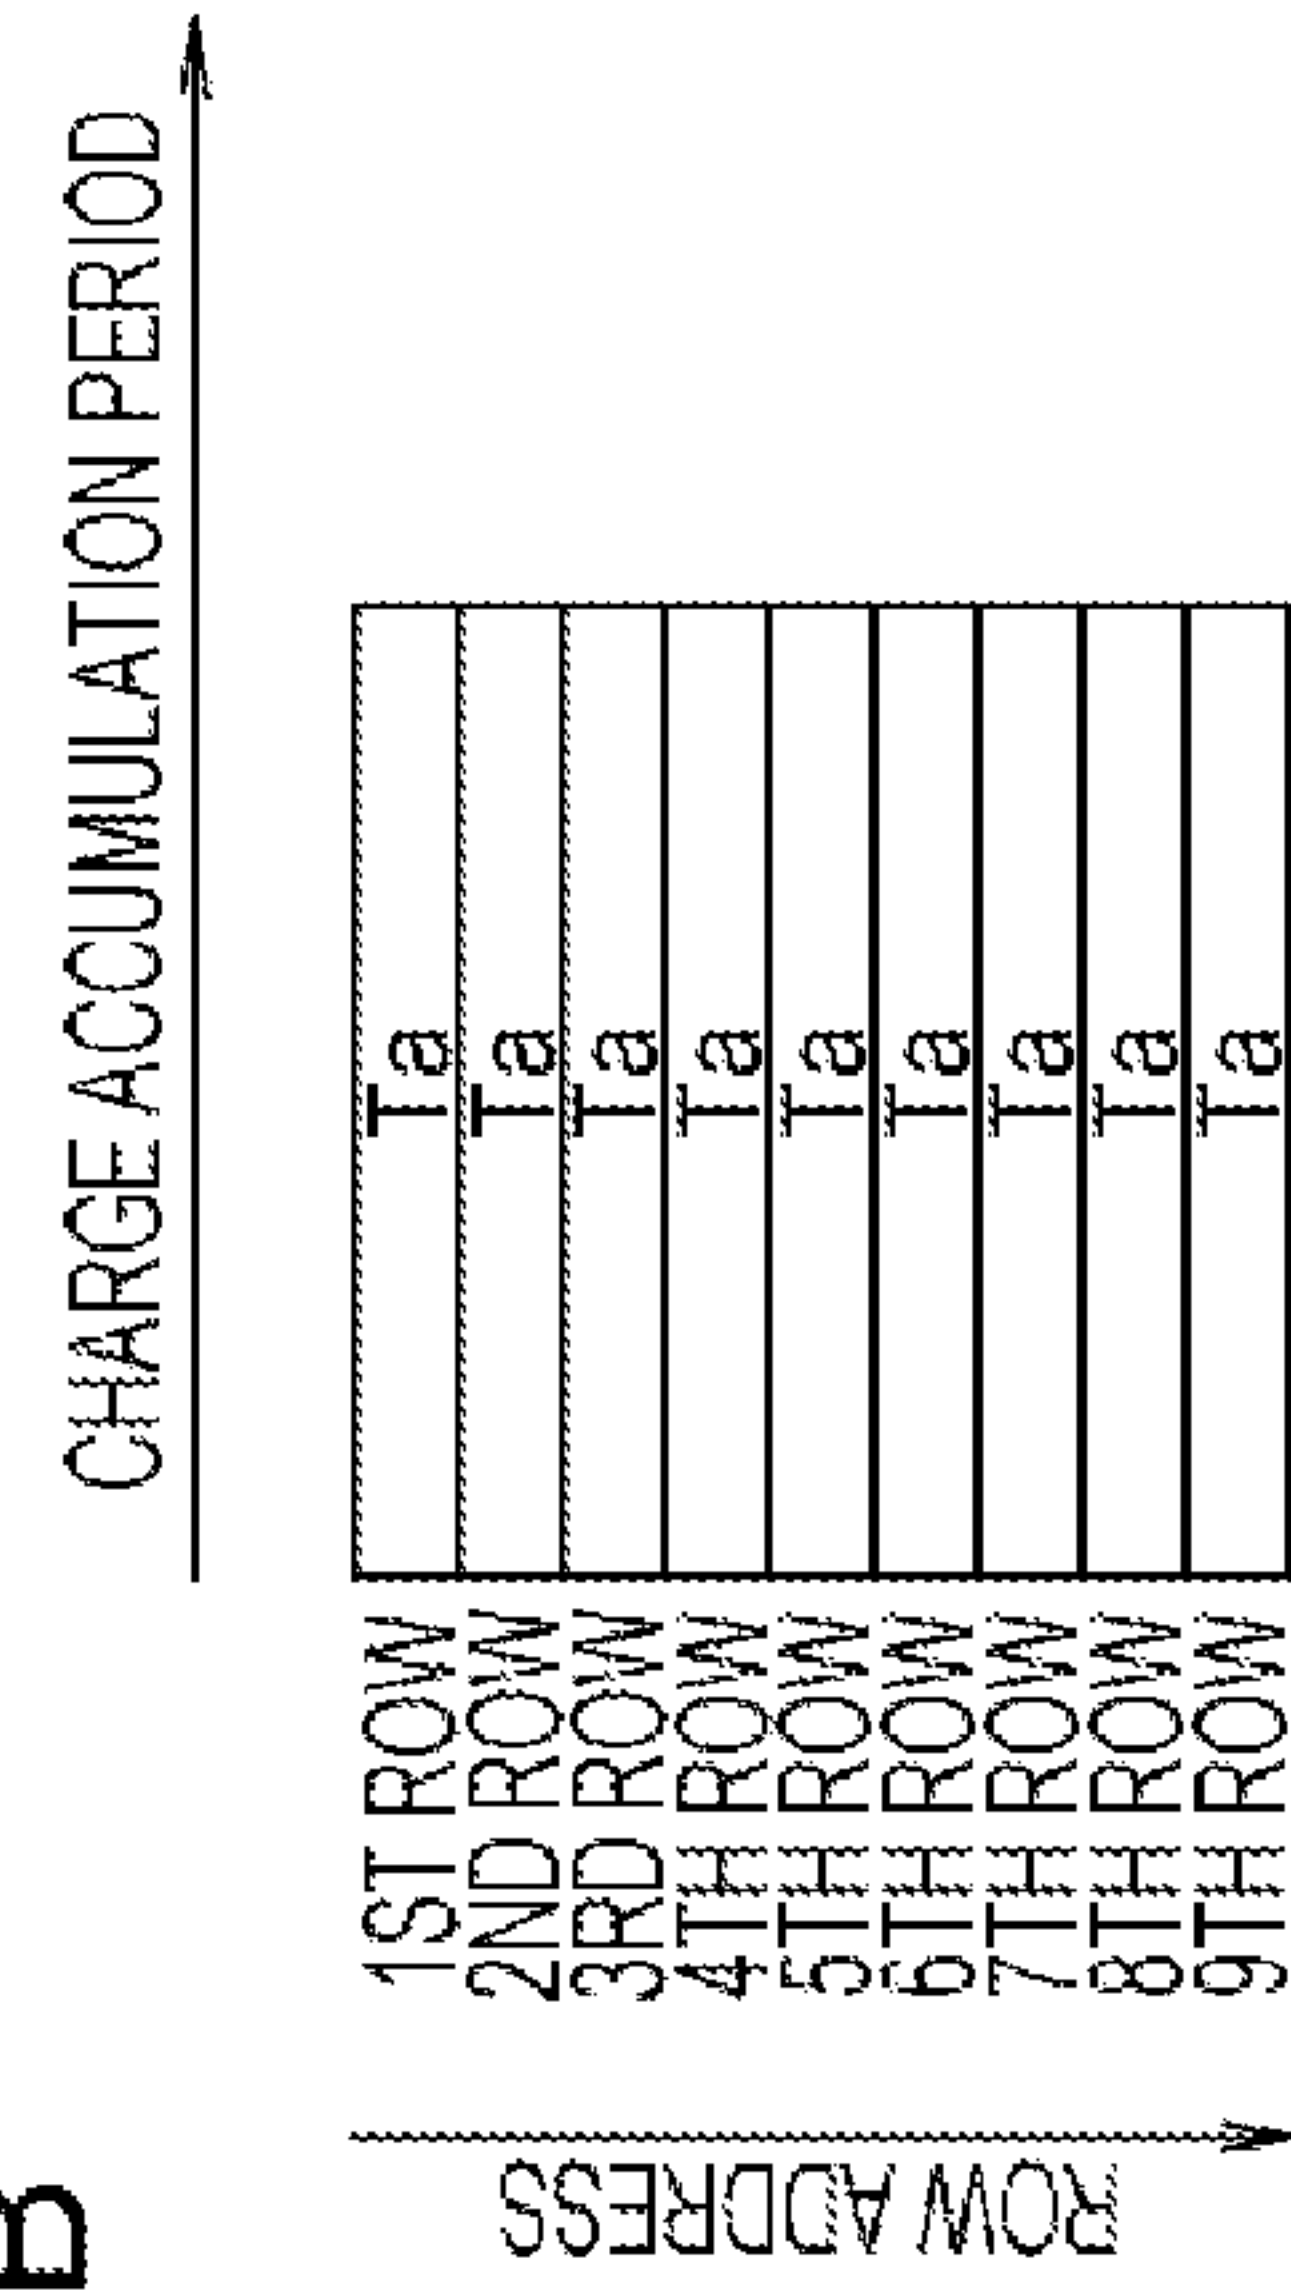 B
CHARGE ACCUMULATION PERIOD
ROW ADDRESS
1ST ROW Ta
2ND ROW Ta
3RD ROW Ta
4TH ROW Ta
5TH ROW Ta
6TH ROW Ta
7TH ROW Ta
8TH ROW Ta
9TH ROW Ta